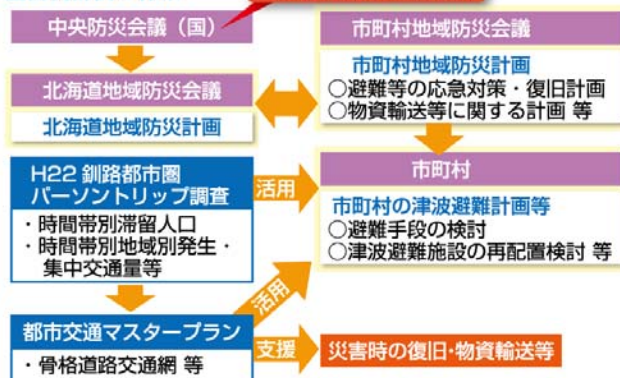 中央防災会議（国）
北海道地域防災会議
北海道地域防災計画
市町村地域防災会議
市町村地域防災計画
○避難等の応急対策・復旧計画
○物資輸送等に関する計画 等
H22 釧路都市圏
パーソントリップ調査
・時間帯別滞留人口
・時間帯別地域別発生・
集中交通量等
活用
市町村
市町村の津波避難計画等
○避難手段の検討
○津波避難施設の再配置検討 等
活用
都市交通マスタープラン
・骨格道路交通網 等
支援
災害時の復旧・物資輸送等